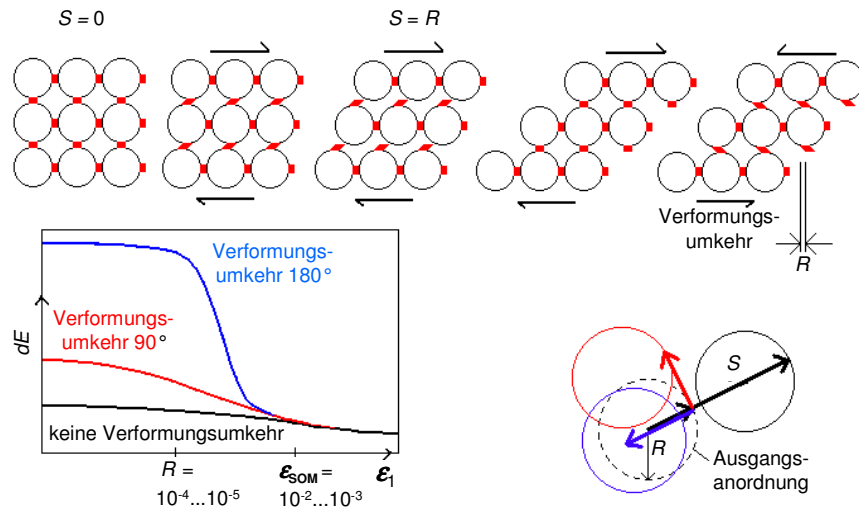 S = 0
S = R
Verformungs-
umkehr
R
dE
Verformungs-
umkehr 180°
Verformungs-
umkehr 90°
keine Verformungsumkehr
R =
10⁻⁴...10⁻⁵
ε_SOM =
10⁻²...10⁻³
ε₁
S
R
Ausgangs-
anordnung